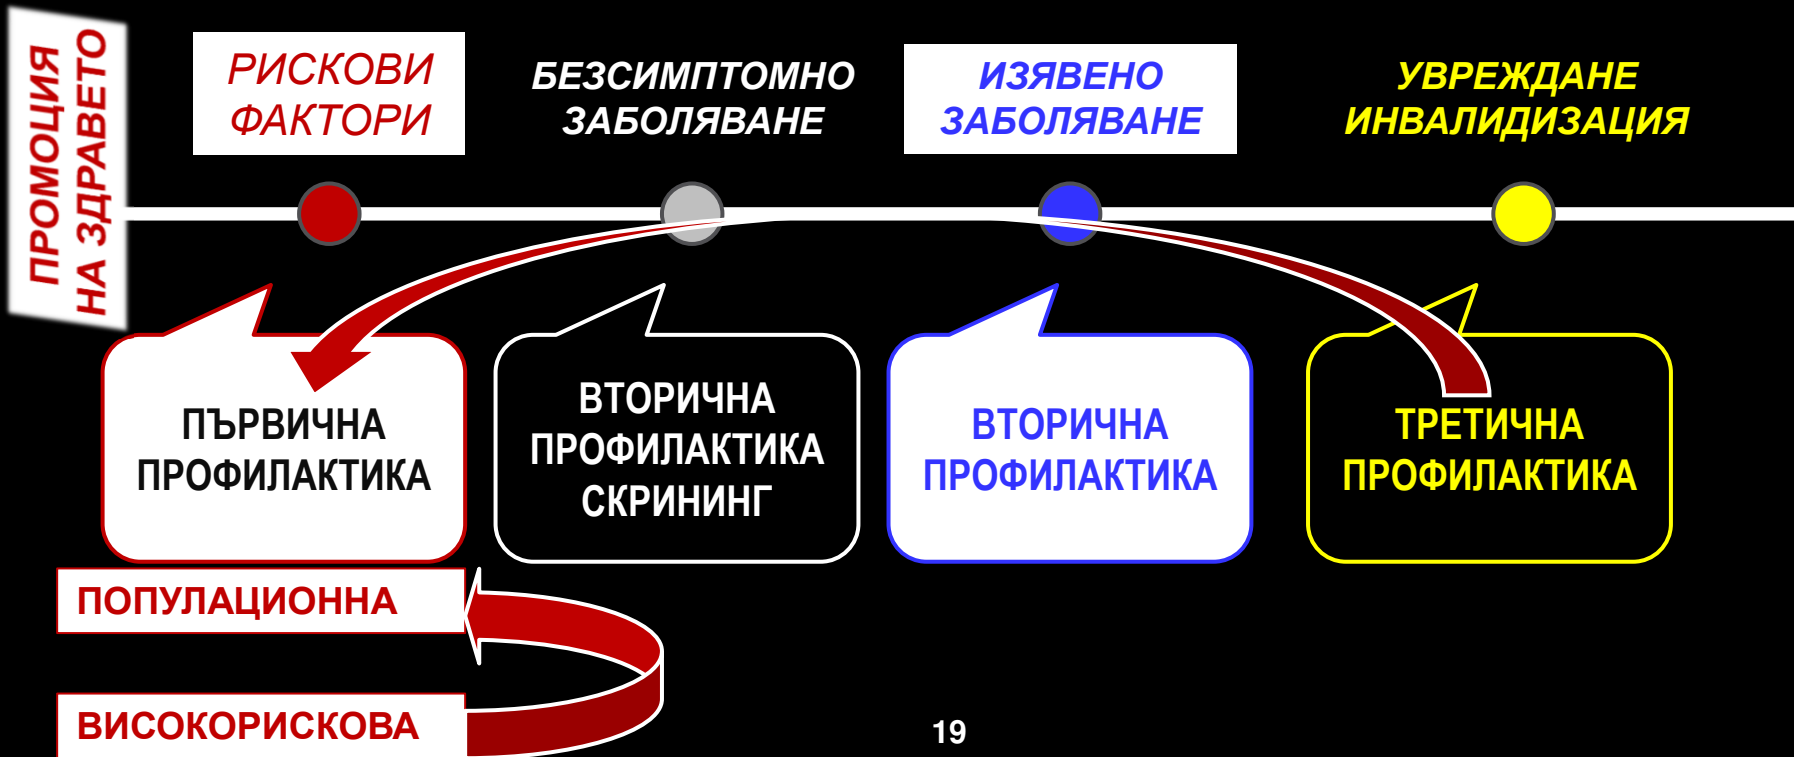 ПРОМОЦИЯ
НА ЗДРАВЕТО
РИСКОВИ
ФАКТОРИ
БЕЗСИМПТОМНО
ЗАБОЛЯВАНЕ
ИЗЯВЕНО
ЗАБОЛЯВАНЕ
УВРЕЖДАНЕ
ИНВАЛИДИЗАЦИЯ
ПЪРВИЧНА
ПРОФИЛАКТИКА
ВТОРИЧНА
ПРОФИЛАКТИКА
СКРИНИНГ
ВТОРИЧНА
ПРОФИЛАКТИКА
ТРЕТИЧНА
ПРОФИЛАКТИКА
ПОПУЛАЦИОННА
ВИСОКОРИСКОВА
19